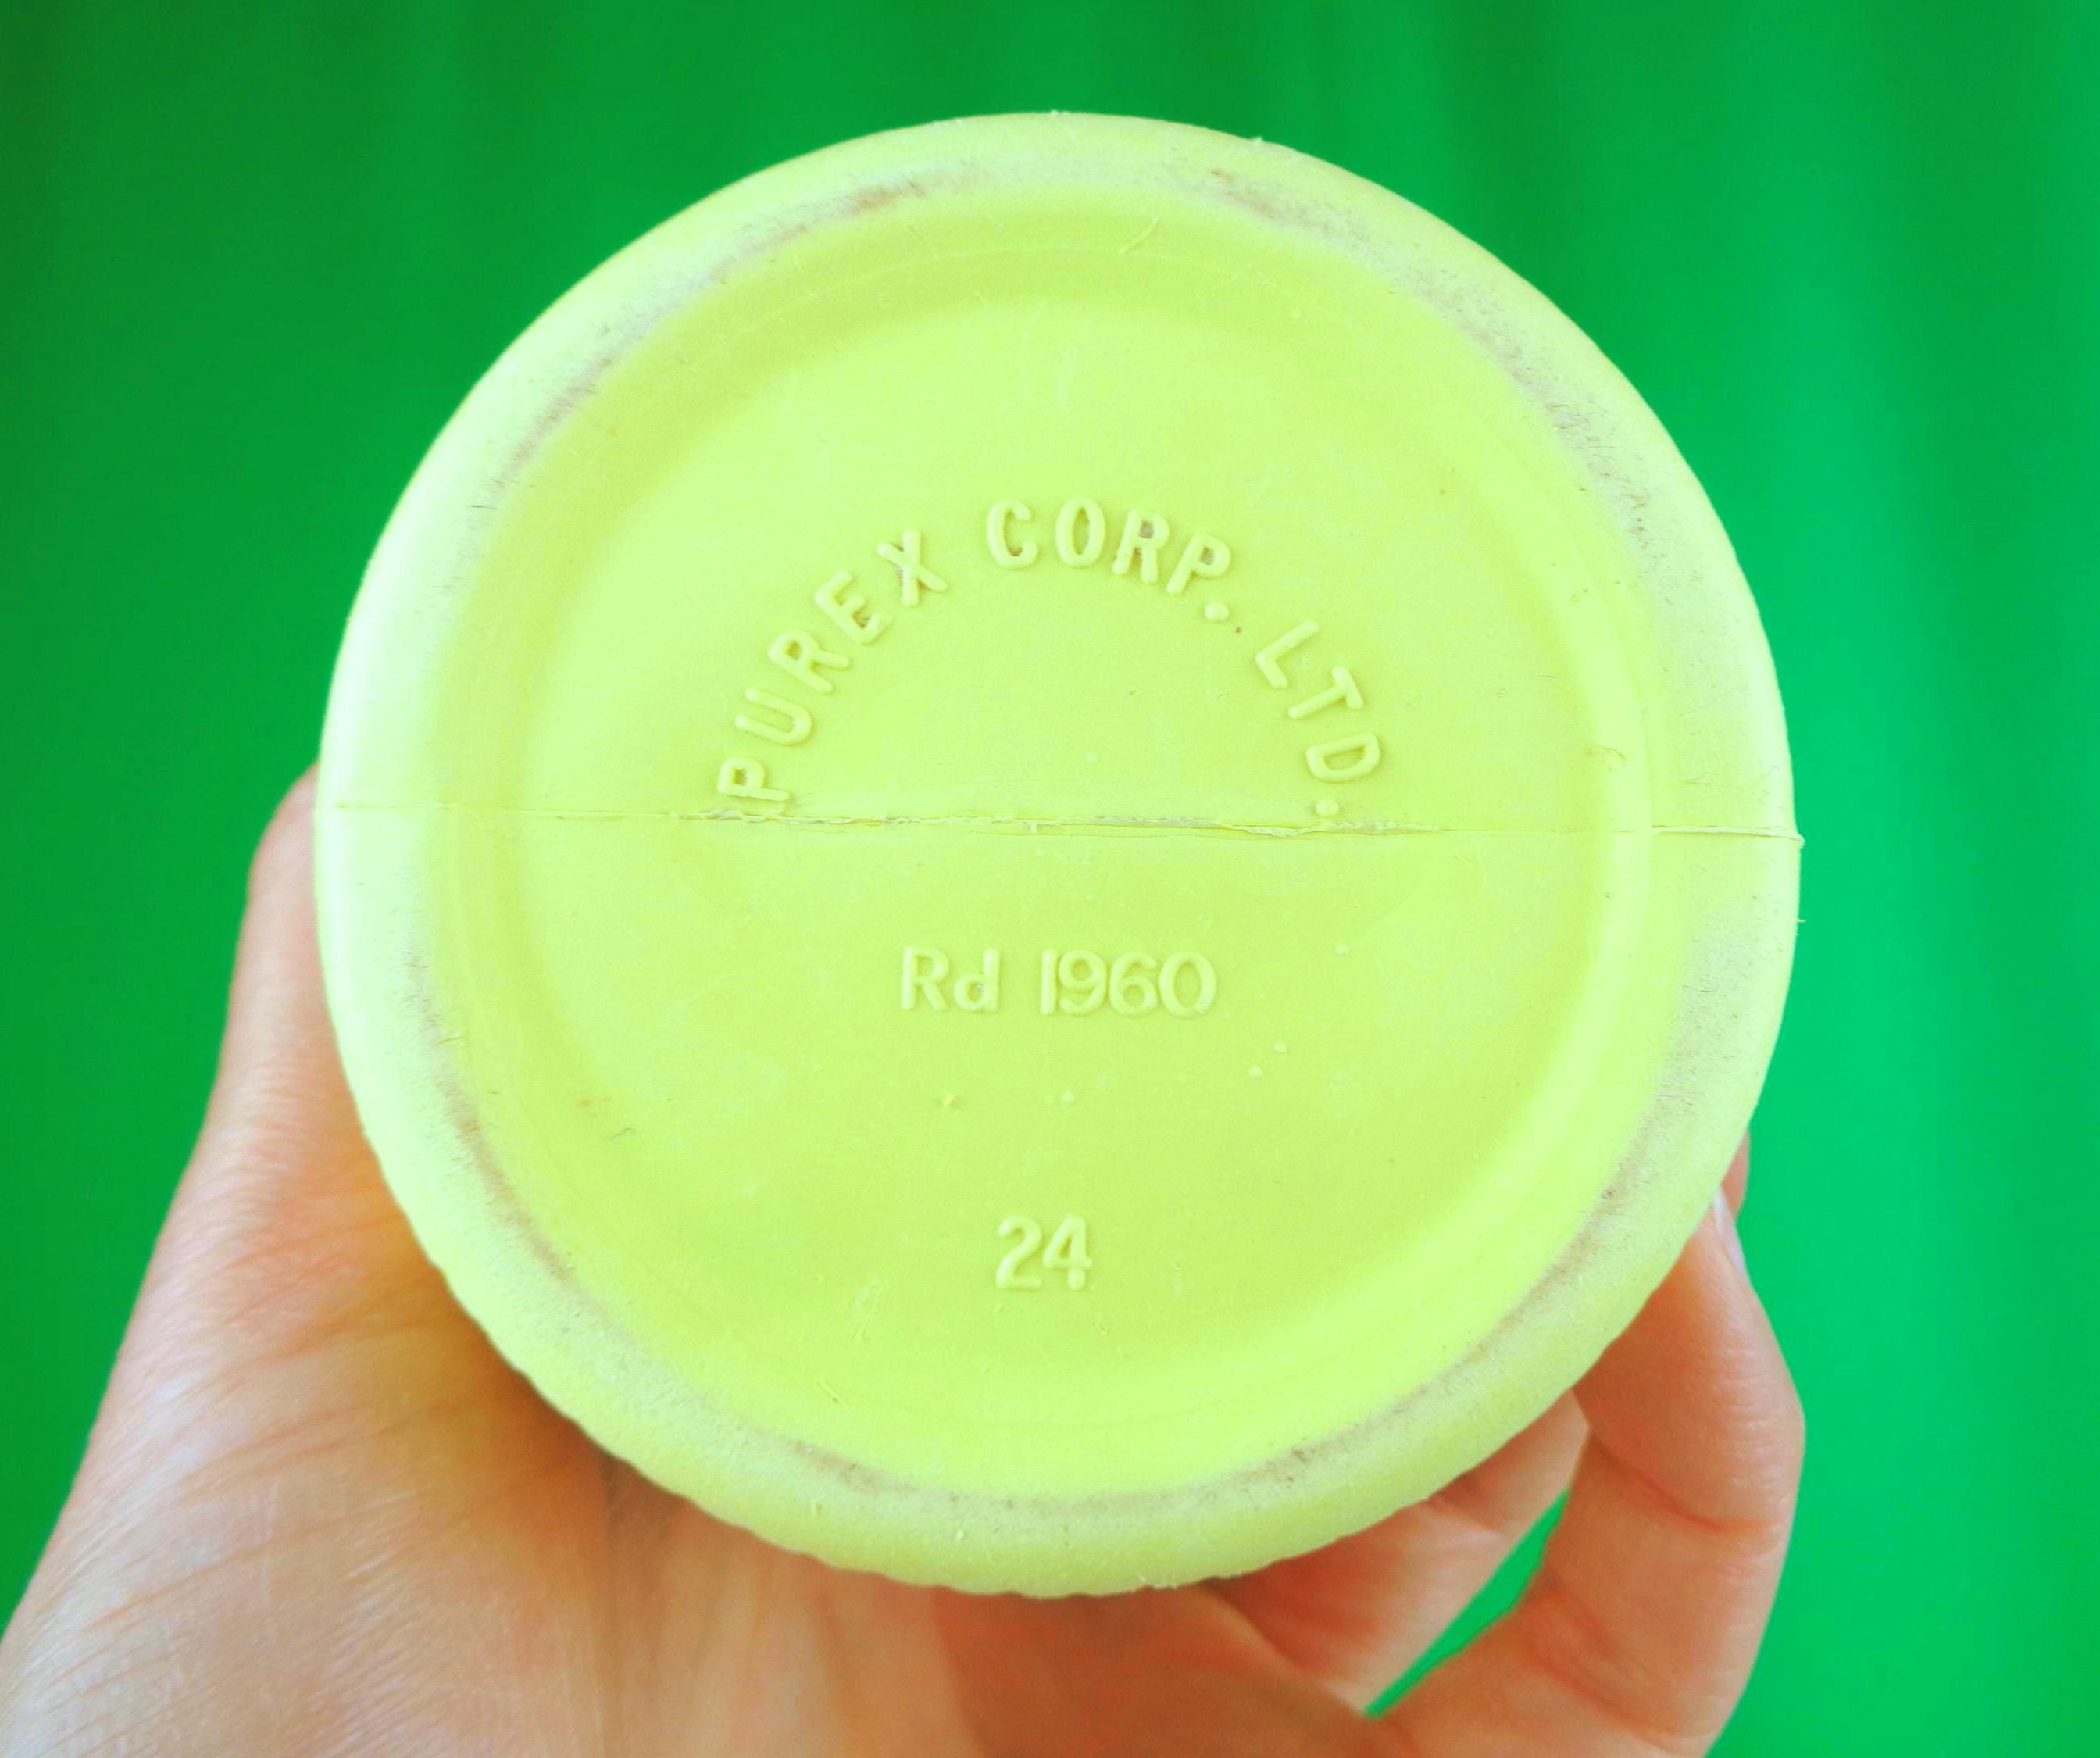 PUREX CORP. LTD.
Rd 1960
24